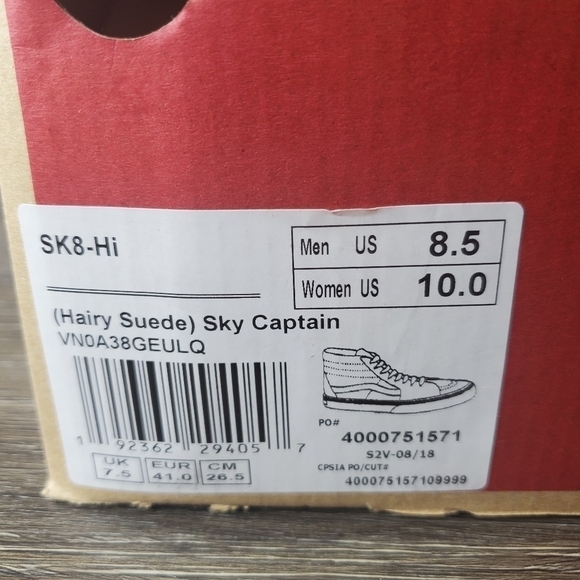 SK8-Hi
Men US 8.5
Women US 10.0
(Hairy Suede) Sky Captain
VN0A38GEULQ
1 92362 29405 7
UK 7.5
EUR 41.0
CM 26.5
PO#
4000751571
S2V-08/18
CPSIA PO/CUT#
400075157109999